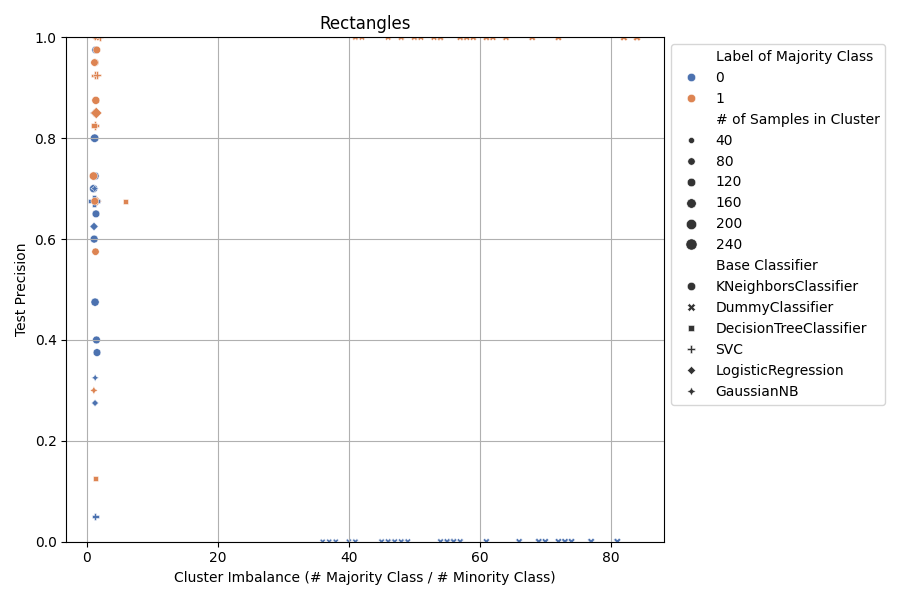 Rectangles
1.0
0.8
0.6
0.4
0.2
0.0
Test Precision
0 20 40 60 80
Cluster Imbalance (# Majority Class / # Minority Class)
Label of Majority Class
0
1
# of Samples in Cluster
40
80
120
160
200
240
Base Classifier
KNeighborsClassifier
DummyClassifier
DecisionTreeClassifier
SVC
LogisticRegression
GaussianNB